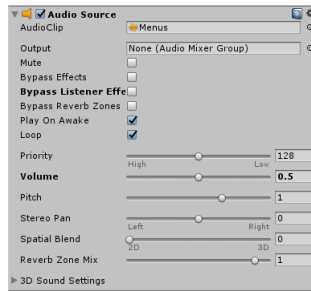 Audio Source
AudioClip Menus
Output None (Audio Mixer Group)
Mute
Bypass Effects
Bypass Listener Effe
Bypass Reverb Zones
Play On Awake
Loop
Priority 128
High Low
Volume 0.5
Pitch 1
Stereo Pan 0
Left Right
Spatial Blend 0
2D 3D
Reverb Zone Mix 1
3D Sound Settings